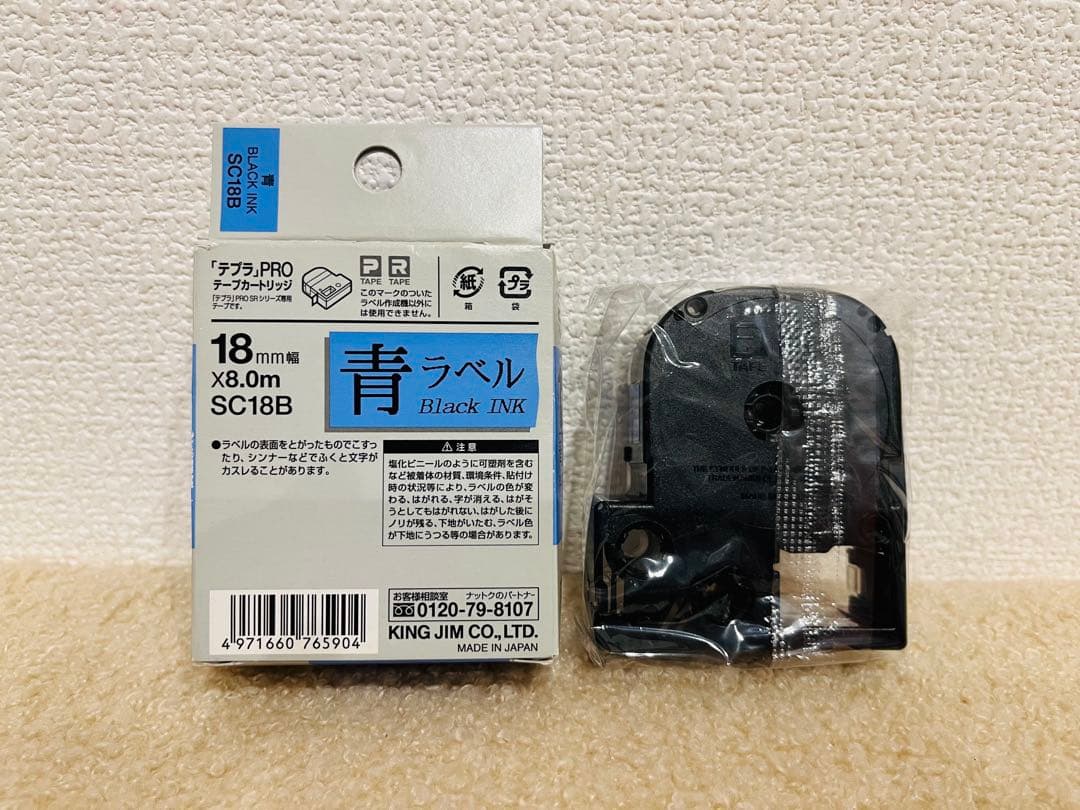 青
BLACK INK
SC18B
「テプラ」PRO
テープカートリッジ
「テプラ」PRO SRシリーズ専用
テープです。
P R
TAPE TAPE
このマークのついた
ラベル作成機以外に
は使用できません。
紙
箱
プラ
袋
18mm幅
X8.0m
SC18B
青ラベル
Black INK
●ラベルの表面をとがったものでこすっ
たり、シンナーなどでふくと文字が
カスレることがあります。
⚠注意
塩化ビニールのように可塑剤を含む
など被着体の材質、環境条件、貼付け
時の状況等により、ラベルの色が変
わる、はがれる、字が消える、はがそ
うとしてもはがれない、はがした後に
ノリが残る、下地がいたむ、ラベル色
が下地にうつる等の場合があります。
4 971660 765904
お客様相談室 ナットクのパートナー
0120-79-8107
KING JIM CO.,LTD.
MADE IN JAPAN
TAPE